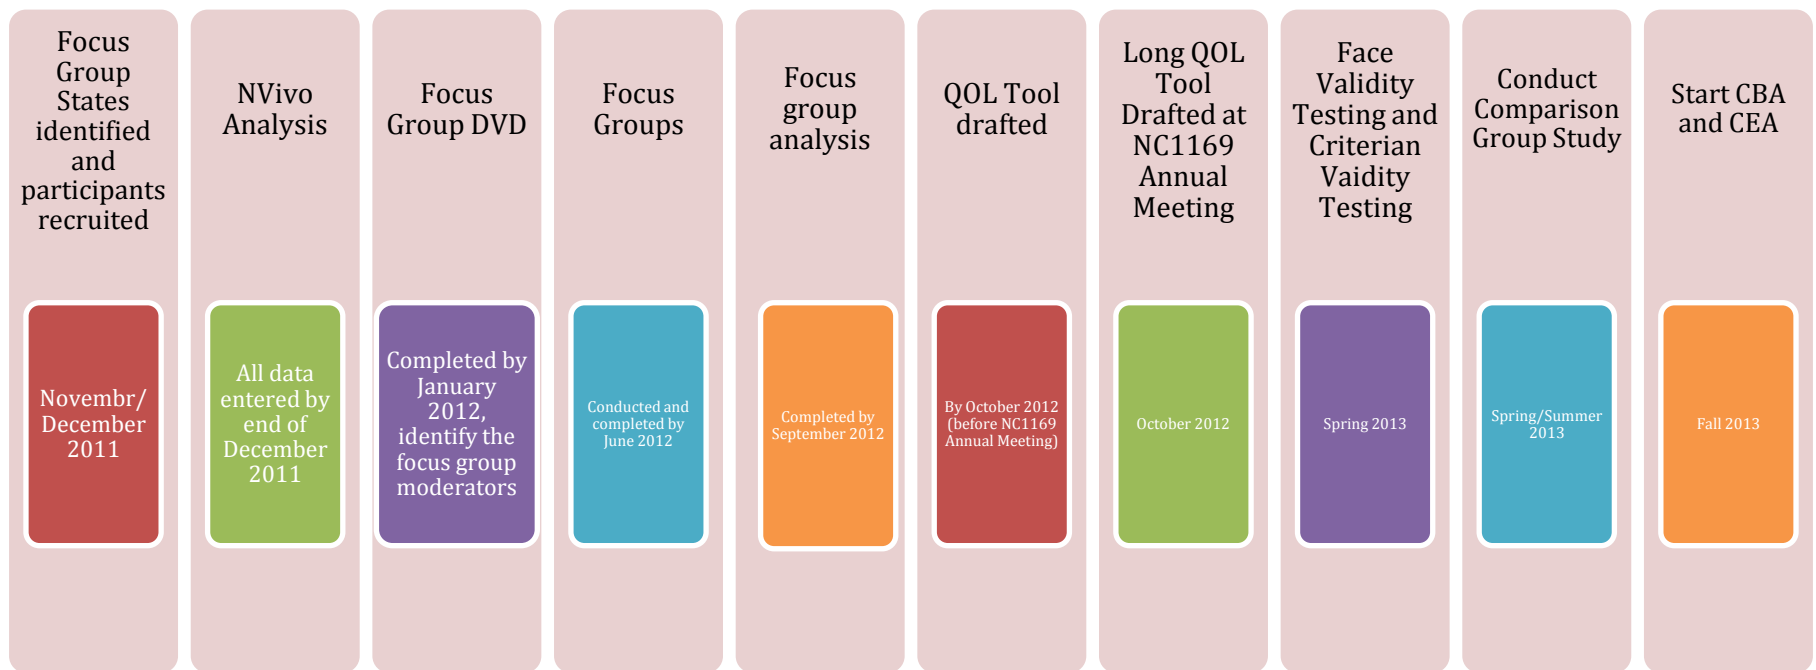 Focus
Group
States
identified
and
participants
recruited
Novembr/
December
2011
NVivo
Analysis
All data
entered by
end of
December
2011
Focus
Group DVD
Completed by
January
2012,
identify the
focus group
moderators
Focus
Groups
Conducted and
completed by
June 2012
Focus
group
analysis
Completed by
September 2012
QOL Tool
drafted
By October 2012
(before NC1169
Annual Meeting)
Long QOL
Tool
Drafted at
NC1169
Annual
Meeting
October 2012
Face
Validity
Testing and
Criterian
Vaidity
Testing
Spring 2013
Conduct
Comparison
Group Study
Spring/Summer
2013
Start CBA
and CEA
Fall 2013